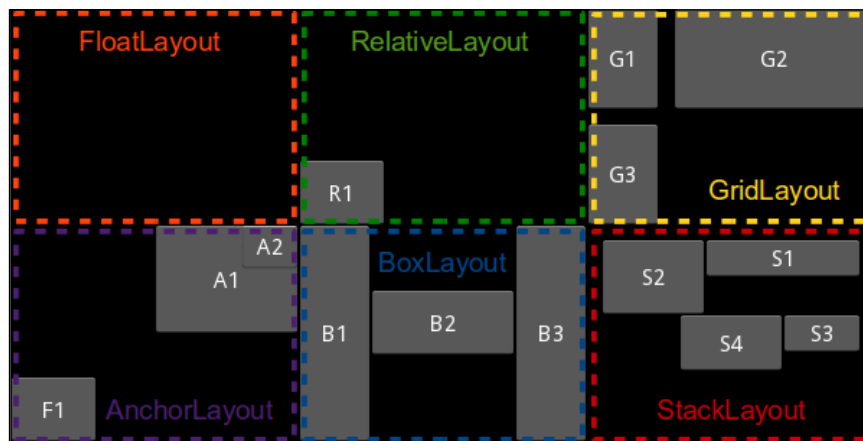 FloatLayout
RelativeLayout
G1
G2
G3
GridLayout
R1
A2
A1
F1
AnchorLayout
BoxLayout
B1
B2
B3
S1
S2
S3
S4
StackLayout